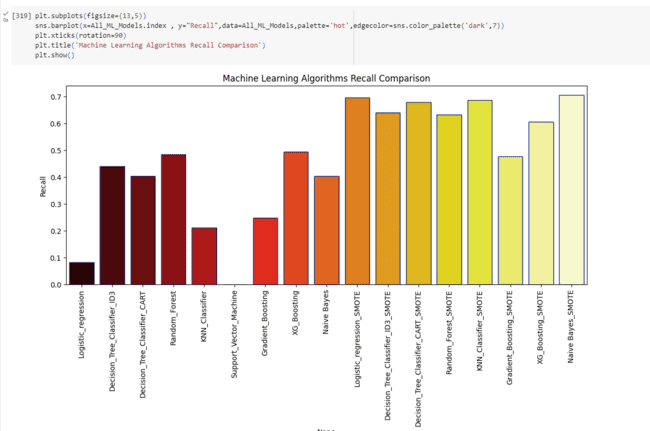 [319] plt.subplots(figsize=(13,5))
sns.barplot(x=All_ML_Models.index , y="Recall",data=All_ML_Models,palette='hot',edgecolor=sns.color_palette('dark',7))
plt.xticks(rotation=90)
plt.title('Machine Learning Algorithms Recall Comparison')
plt.show()
Machine Learning Algorithms Recall Comparison
0.7
0.6
0.5
0.4
0.3
0.2
0.1
0.0
Recall
Logistic_regression
Decision_Tree_Classifier_ID3
Decision_Tree_Classifier_CART
Random_Forest
KNN_Classifier
Support_Vector_Machine
Gradient_Boosting
XG_Boosting
Naive Bayes
Logistic_regression_SMOTE
Decision_Tree_Classifier_ID3_SMOTE
Decision_Tree_Classifier_CART_SMOTE
Random_Forest_SMOTE
KNN_Classifier_SMOTE
Gradient_Boosting_SMOTE
XG_Boosting_SMOTE
Naive Bayes_SMOTE